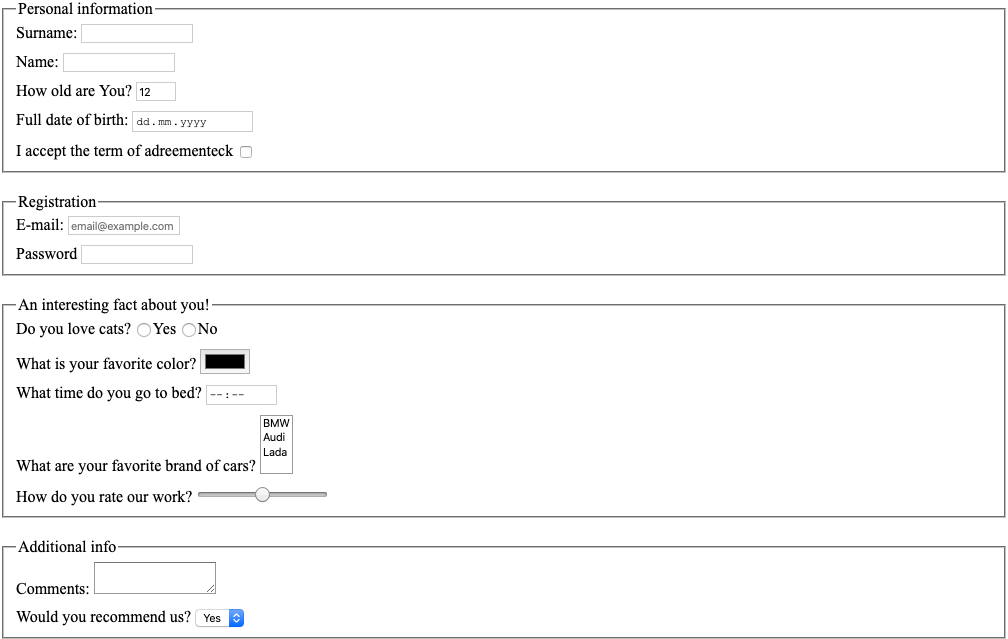 Personal information
Surname:
Name:
How old are You? 12
Full date of birth: dd.mm.yyyy
I accept the term of adreementeck
Registration
E-mail: email@example.com
Password
An interesting fact about you!
Do you love cats? Yes No
What is your favorite color?
What time do you go to bed? --:--
BMW
Audi
Lada
What are your favorite brand of cars?
How do you rate our work?
Additional info
Comments:
Would you recommend us? Yes